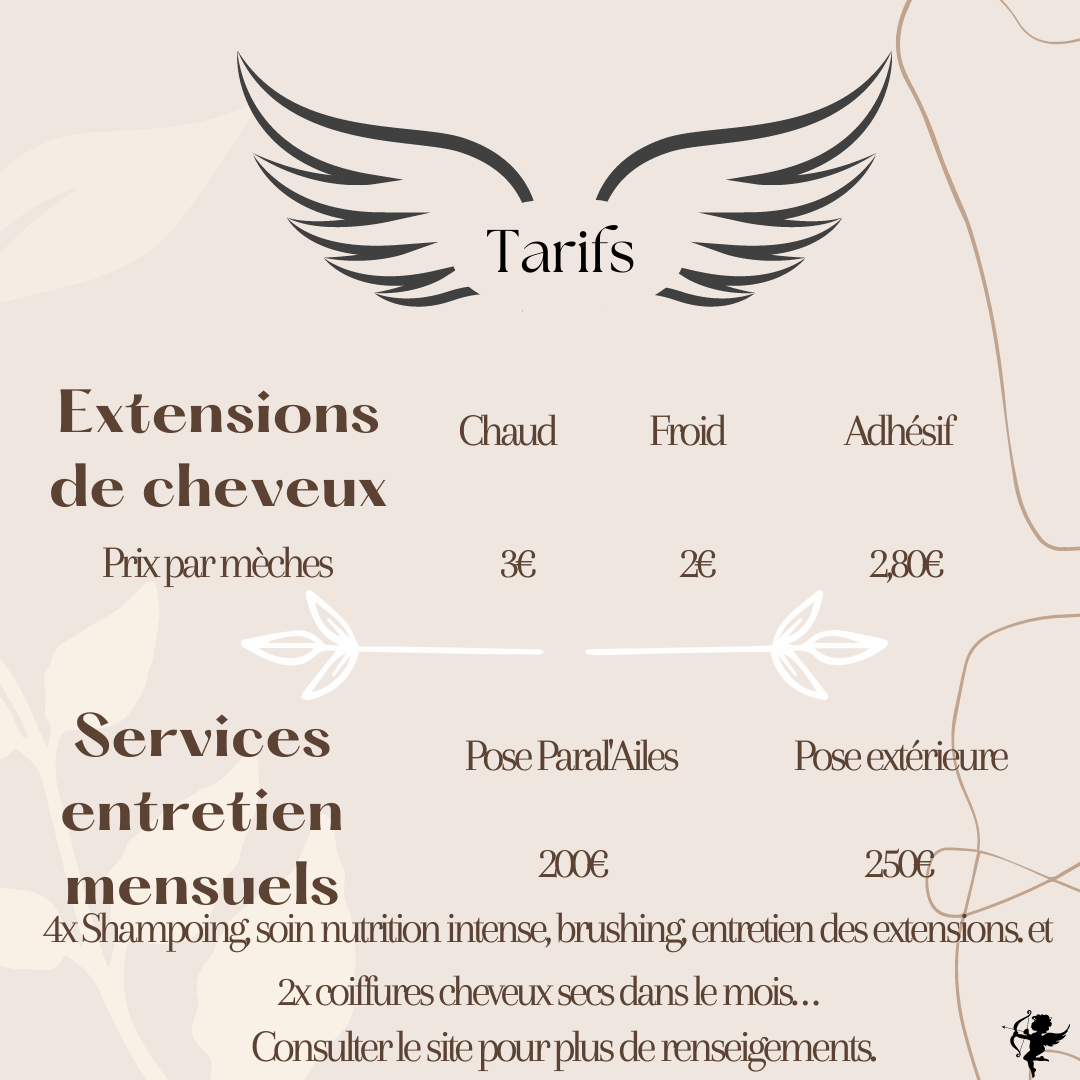 Tarifs
Extensions
de cheveux
Chaud Froid Adhésif
Prix par mèches 3€ 2€ 2,80€
Services
entretien
mensuels
Pose Paral'Ailes Pose extérieure
200€ 250€
4x Shampoing, soin nutrition intense, brushing, entretien des extensions. et
2x coiffures cheveux secs dans le mois...
Consulter le site pour plus de renseigements.